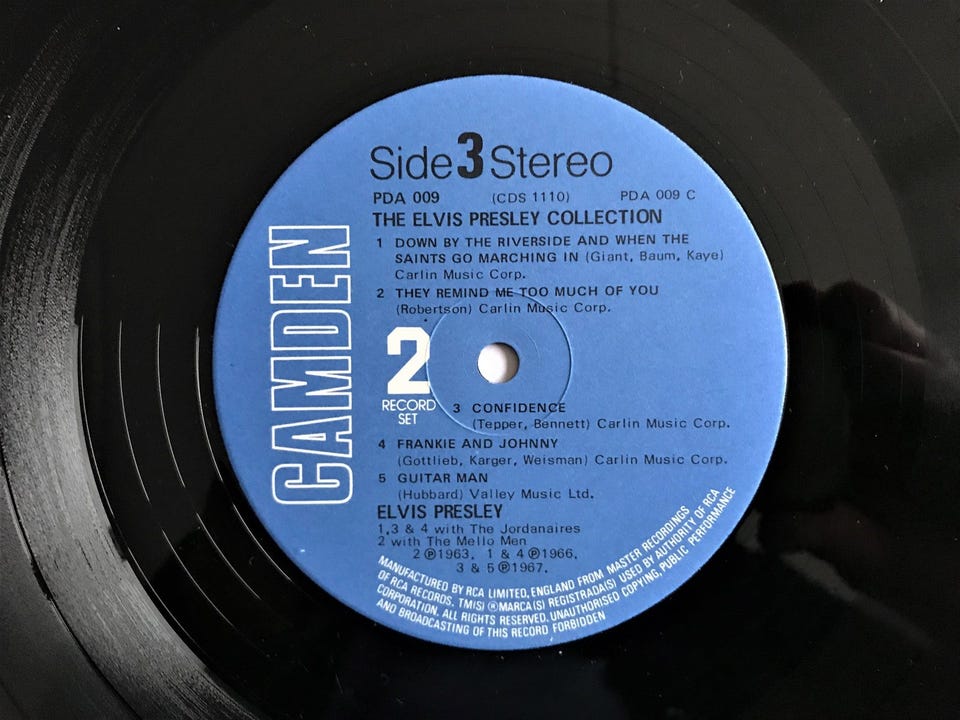 Side 3 Stereo
PDA 009 (CDS 1110) PDA 009 C
THE ELVIS PRESLEY COLLECTION
1 DOWN BY THE RIVERSIDE AND WHEN THE
SAINTS GO MARCHING IN (Giant, Baum, Kaye)
Carlin Music Corp.
2 THEY REMIND ME TOO MUCH OF YOU
(Robertson) Carlin Music Corp.
CAMDEN
2
RECORD
SET
3 CONFIDENCE
(Tepper, Bennett) Carlin Music Corp.
4 FRANKIE AND JOHNNY
(Gottlieb, Karger, Weisman) Carlin Music Corp.
5 GUITAR MAN
(Hubbard) Valley Music Ltd.
ELVIS PRESLEY
1,3 & 4 with The Jordanaires
2 with The Mello Men
2 ℗1963. 1 & 4 ℗1966.
3 & 5 ℗1967.
MANUFACTURED BY RCA LIMITED, ENGLAND FROM MASTER RECORDINGS
OF RCA RECORDS. TM(S) ® MARCA(S) REGISTRADA(S) USED BY AUTHORITY OF RCA
CORPORATION. ALL RIGHTS RESERVED. UNAUTHORISED COPYING, PUBLIC PERFORMANCE
AND BROADCASTING OF THIS RECORD FORBIDDEN